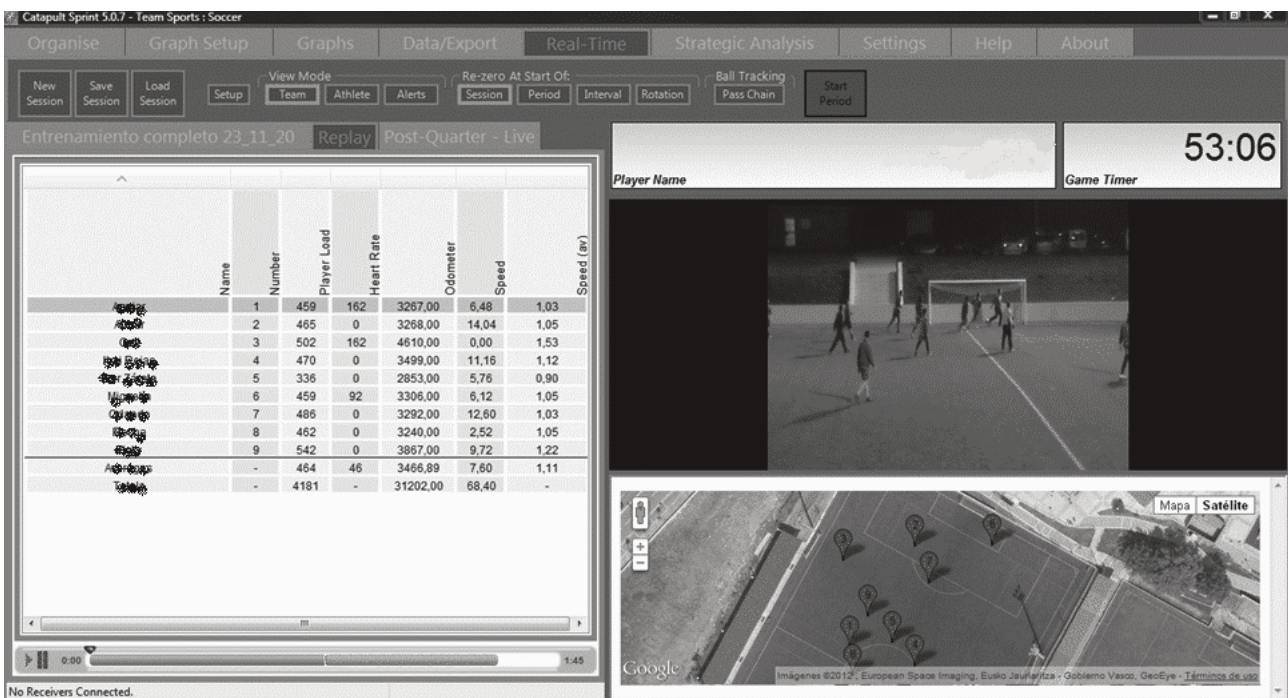 Catapult Sprint 5.0.7 - Team Sports : Soccer
Organise Graph Setup Graphs Data/Export Real-Time Strategic Analysis Settings Help About
New Session Save Session Load Session Setup View Mode Team Athlete Alerts Re-zero At Start Of: Session Period Interval Rotation Ball Tracking Pass Chain Start Period
Entrenamiento completo 23_11_20 Replay Post-Quarter - Live
Player Name
53:06
Game Timer
Name Number Player Load Heart Rate Odometer Speed Speed (av)
1 459 162 3267,00 6,48 1,03
2 465 0 3268,00 14,04 1,05
3 502 162 4610,00 0,00 1,53
4 470 0 3499,00 11,16 1,12
5 336 0 2853,00 5,76 0,90
6 459 92 3306,00 6,12 1,05
7 486 0 3292,00 12,60 1,03
8 462 0 3240,00 2,52 1,05
9 542 0 3867,00 9,72 1,22
- 464 46 3466,89 7,60 1,11
- 4181 - 31202,00 68,40 -
0:00 1:45
No Receivers Connected.
Mapa Satélite
3 2 6
7
9
1 5
8 4
Google
Imágenes ©2012, European Space Imaging, Eusko Jaurlaritza - Gobierno Vasco, GeoEye - Términos de uso